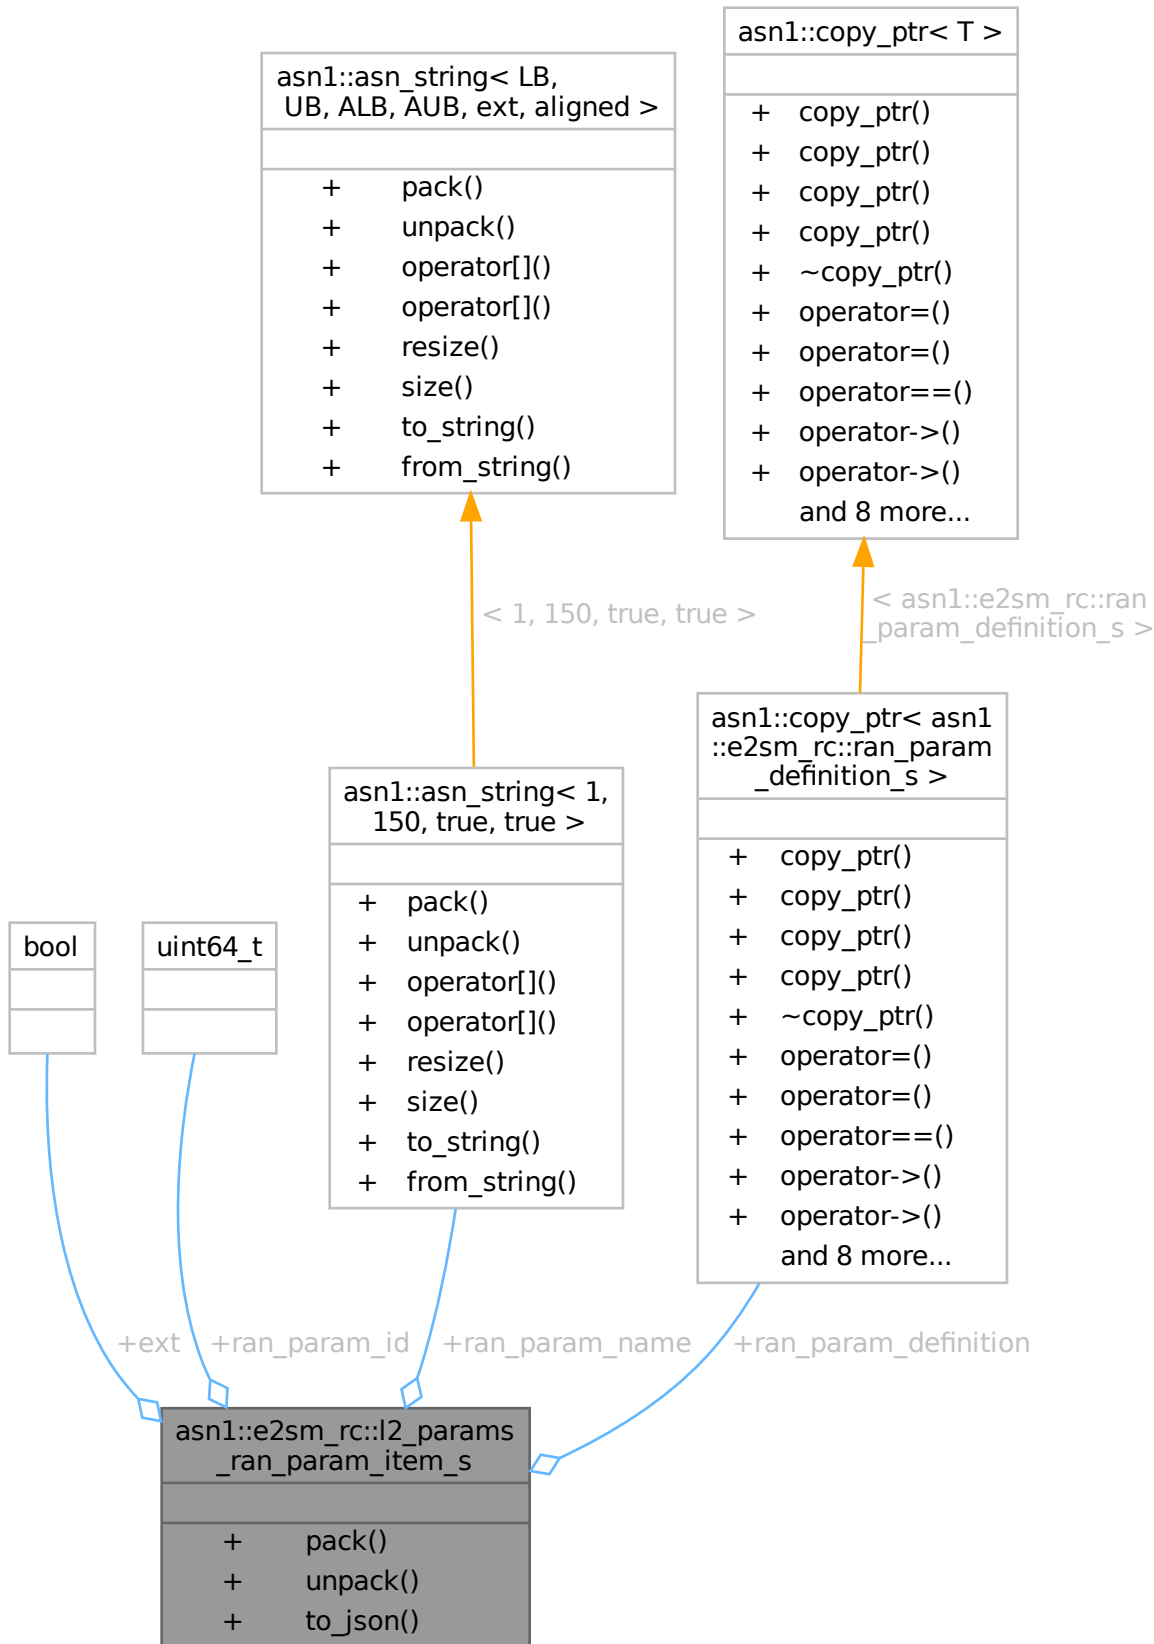 asn1::copy_ptr< T >
+ copy_ptr()
+ copy_ptr()
+ copy_ptr()
+ copy_ptr()
+ ~copy_ptr()
+ operator=()
+ operator=()
+ operator==()
+ operator->()
+ operator->()
and 8 more...
asn1::asn_string< LB,
UB, ALB, AUB, ext, aligned >
+ pack()
+ unpack()
+ operator[]()
+ operator[]()
+ resize()
+ size()
+ to_string()
+ from_string()
< 1, 150, true, true >
< asn1::e2sm_rc::ran
_param_definition_s >
asn1::copy_ptr< asn1
::e2sm_rc::ran_param
_definition_s >
+ copy_ptr()
+ copy_ptr()
+ copy_ptr()
+ copy_ptr()
+ ~copy_ptr()
+ operator=()
+ operator=()
+ operator==()
+ operator->()
+ operator->()
and 8 more...
asn1::asn_string< 1,
150, true, true >
+ pack()
+ unpack()
+ operator[]()
+ operator[]()
+ resize()
+ size()
+ to_string()
+ from_string()
bool
uint64_t
+ext
+ran_param_id
+ran_param_name
+ran_param_definition
asn1::e2sm_rc::l2_params
_ran_param_item_s
+ pack()
+ unpack()
+ to_json()